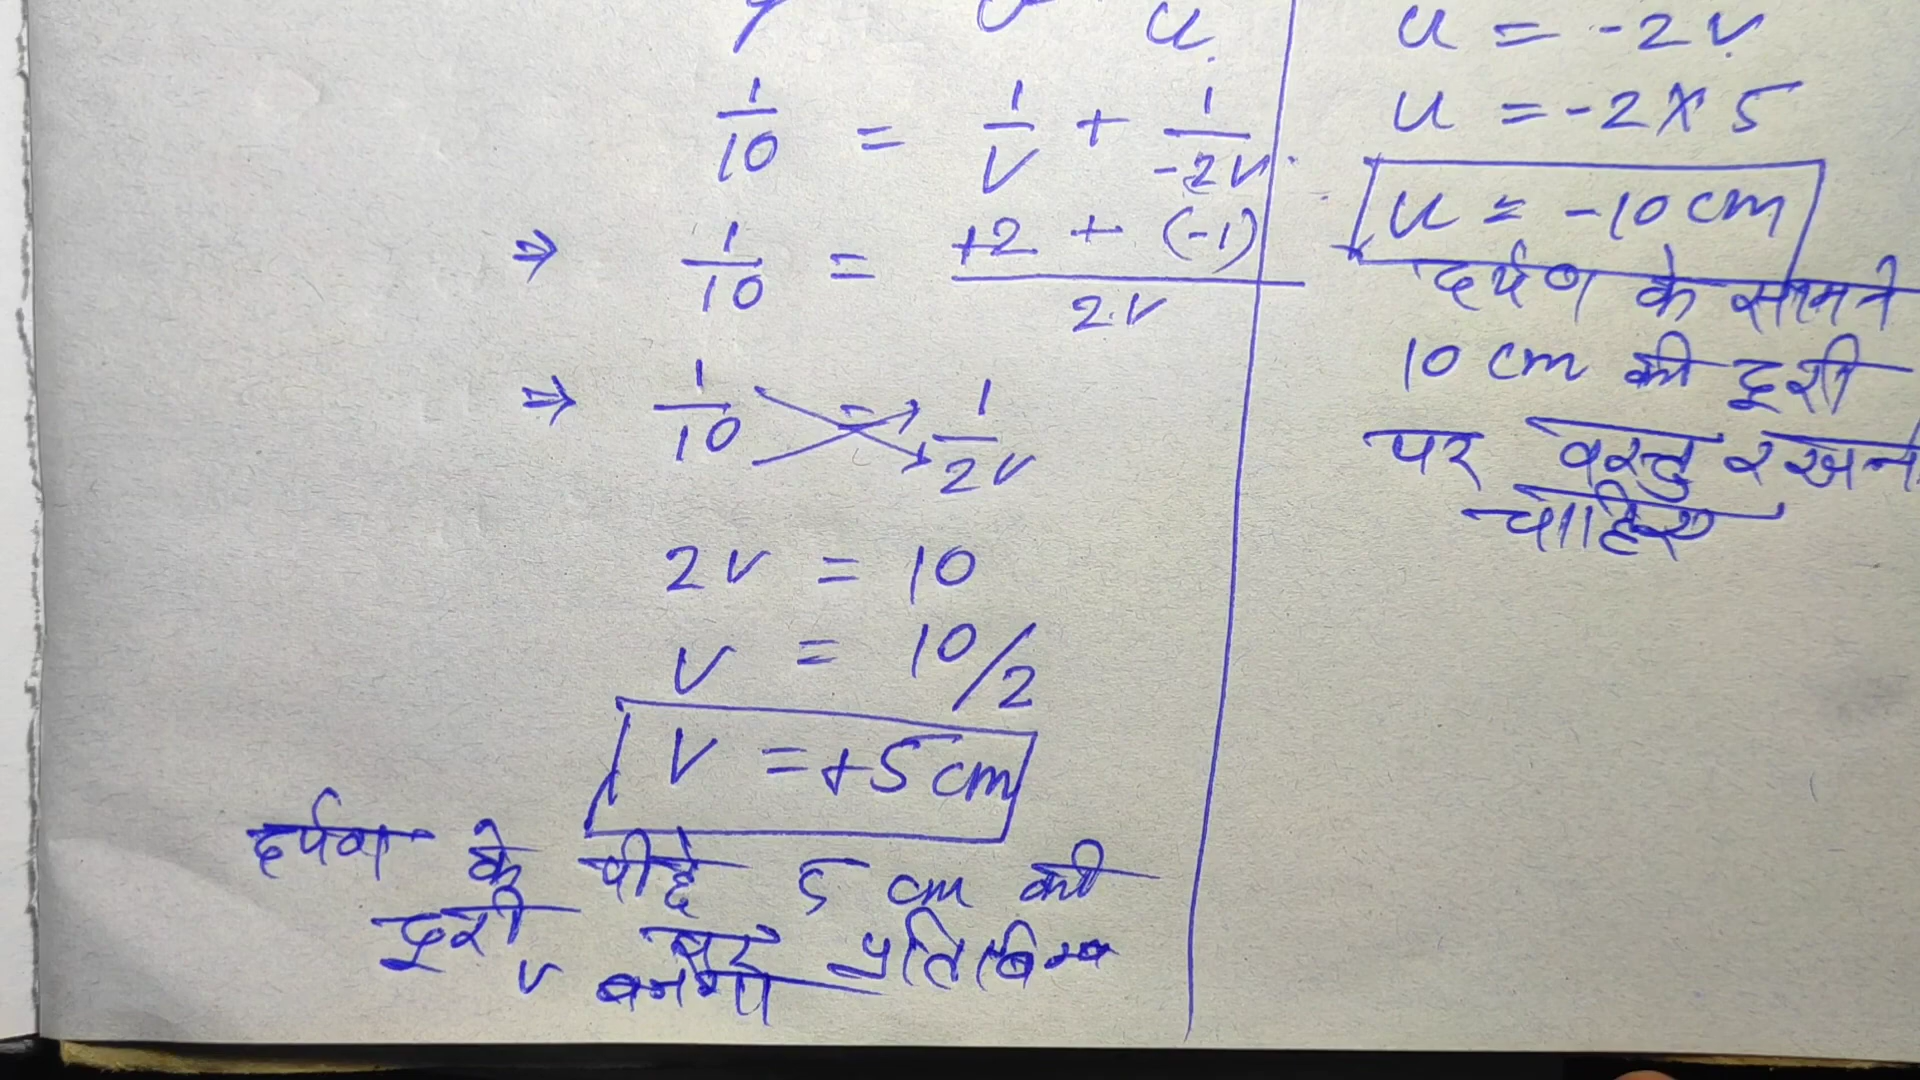 1/10 = 1/v + 1/-2v
⇒ 1/10 = +2 + (-1) / 2v
⇒ 1/10 = 1/2v
2v = 10
v = 10/2
v = +5 cm
दर्पण के पीछे 5 cm की
दूरी पर प्रतिबिम्ब
बनेगा
u = -2v
u = -2 × 5
u = -10 cm
दर्पण के सामने
10 cm की दूरी
पर वस्तु रखना
चाहिए